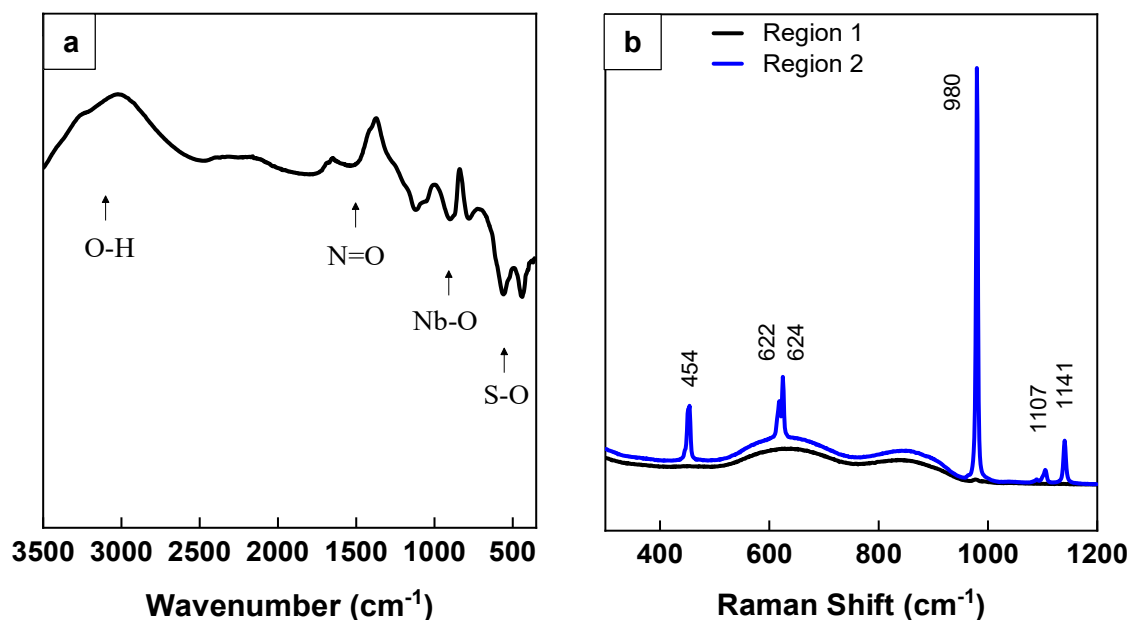 a
O-H
N=O
Nb-O
S-O
3500 3000 2500 2000 1500 1000 500
Wavenumber (cm⁻¹)
b
Region 1
Region 2
454
622
624
980
1107
1141
400 600 800 1000 1200
Raman Shift (cm⁻¹)